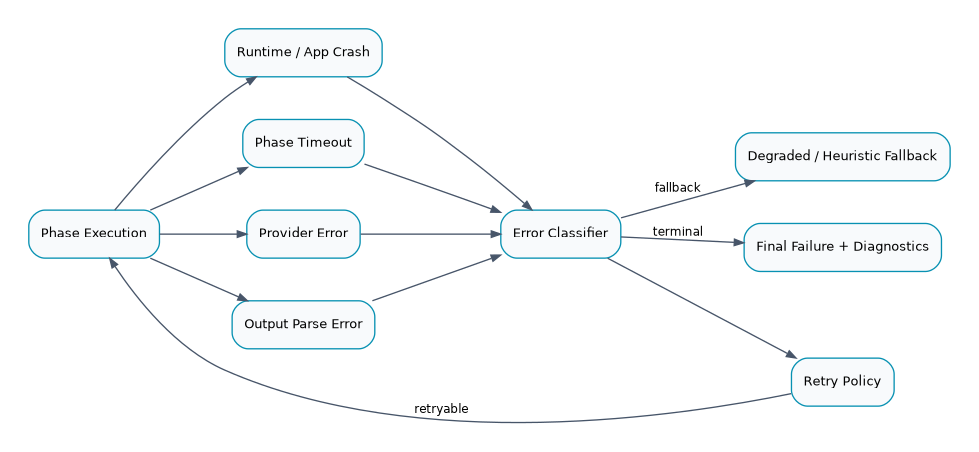 Runtime / App Crash
Phase Timeout
Degraded / Heuristic Fallback
fallback
Phase Execution
Provider Error
Error Classifier
terminal
Final Failure + Diagnostics
Output Parse Error
Retry Policy
retryable